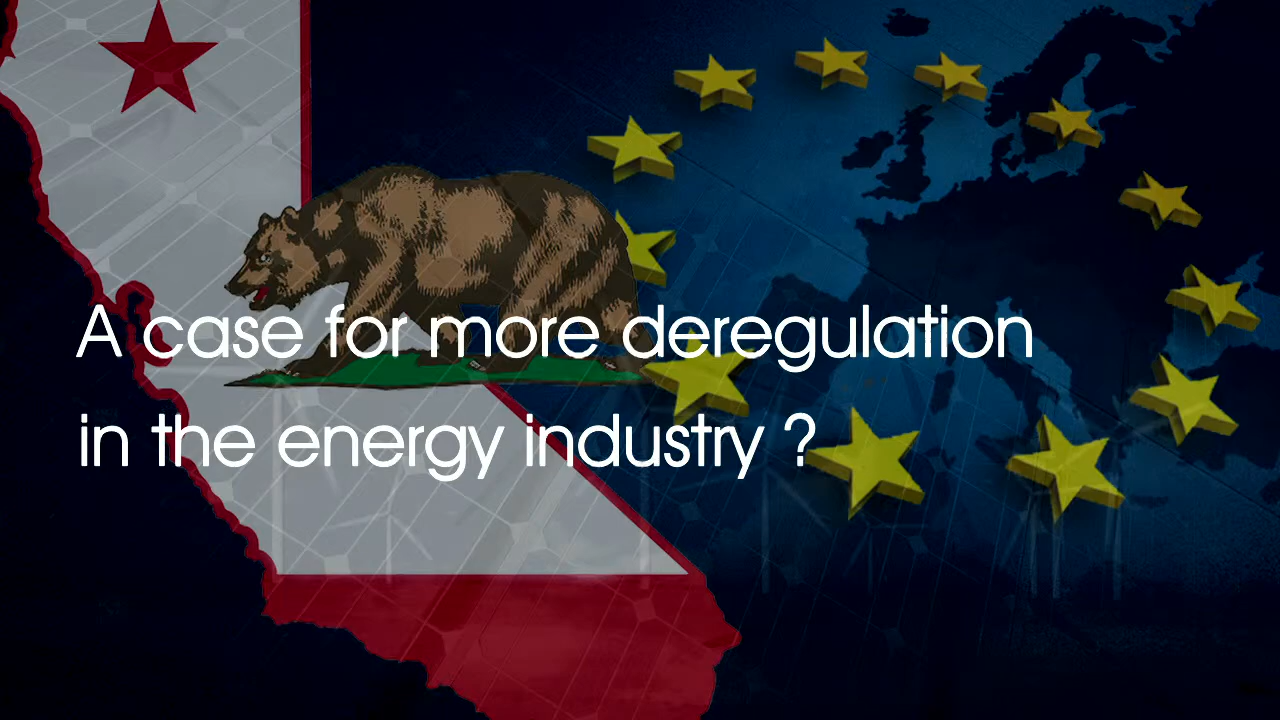 A case for more deregulation
in the energy industry ?